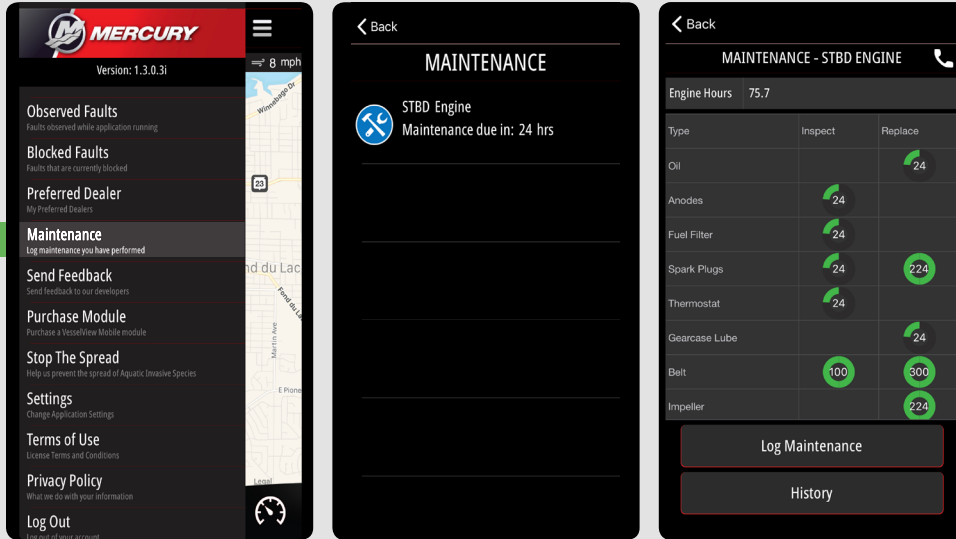 MERCURY
Version: 1.3.0.3i
Observed Faults
Faults observed while application running
Blocked Faults
Faults that are currently blocked
Preferred Dealer
My Preferred Dealers
Maintenance
Log maintenance you have performed
Send Feedback
Send feedback to our developers
Purchase Module
Purchase a VesselView Mobile module
Stop The Spread
Help us prevent the spread of Aquatic Invasive Species
Settings
Change Application Settings
Terms of Use
License Terms and Conditions
Privacy Policy
What we do with your information
Log Out
Log out of your account
8 mph
Winnebago Dr
23
nd du Lac
Fond du La
Martin Ave
E Pione
Legal
Back
MAINTENANCE
STBD Engine
Maintenance due in: 24 hrs
Back
MAINTENANCE - STBD ENGINE
Engine Hours 75.7
Type Inspect Replace
Oil 24
Anodes 24
Fuel Filter 24
Spark Plugs 24 224
Thermostat 24
Gearcase Lube 24
Belt 100 300
Impeller 224
Log Maintenance
History